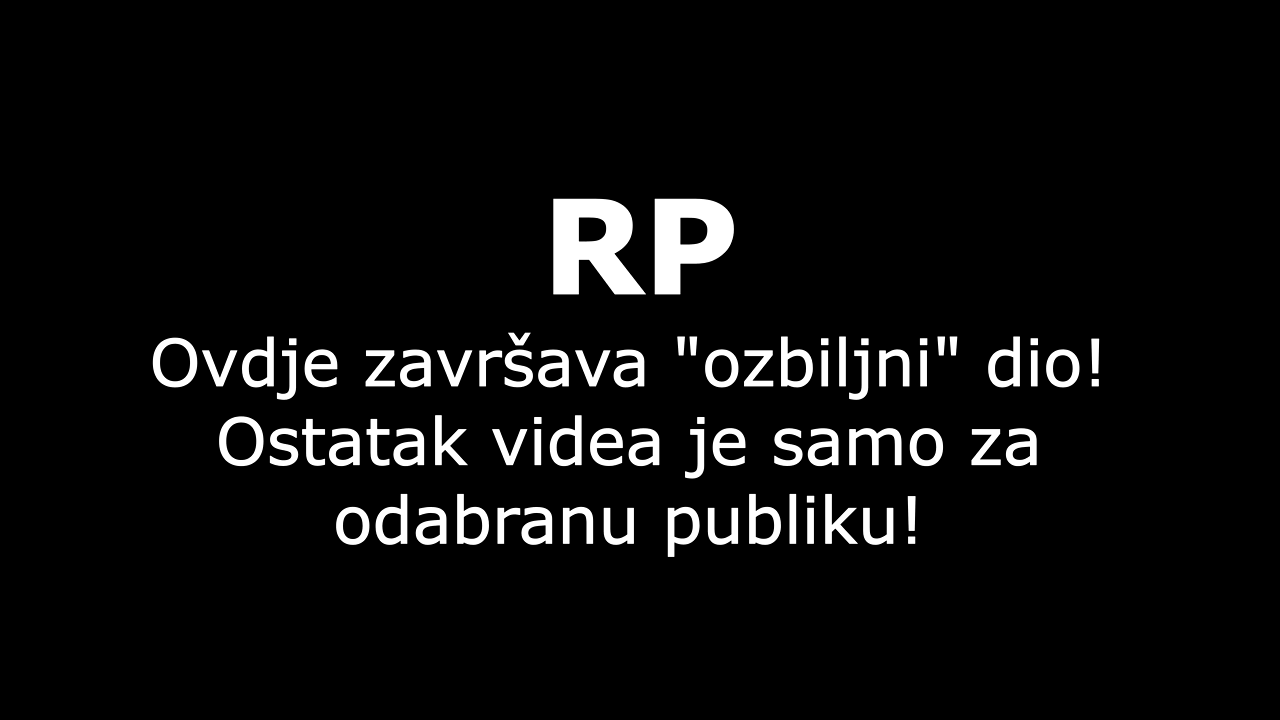 RP
Ovdje završava "ozbiljni" dio!
Ostatak videa je samo za
odabranu publiku!